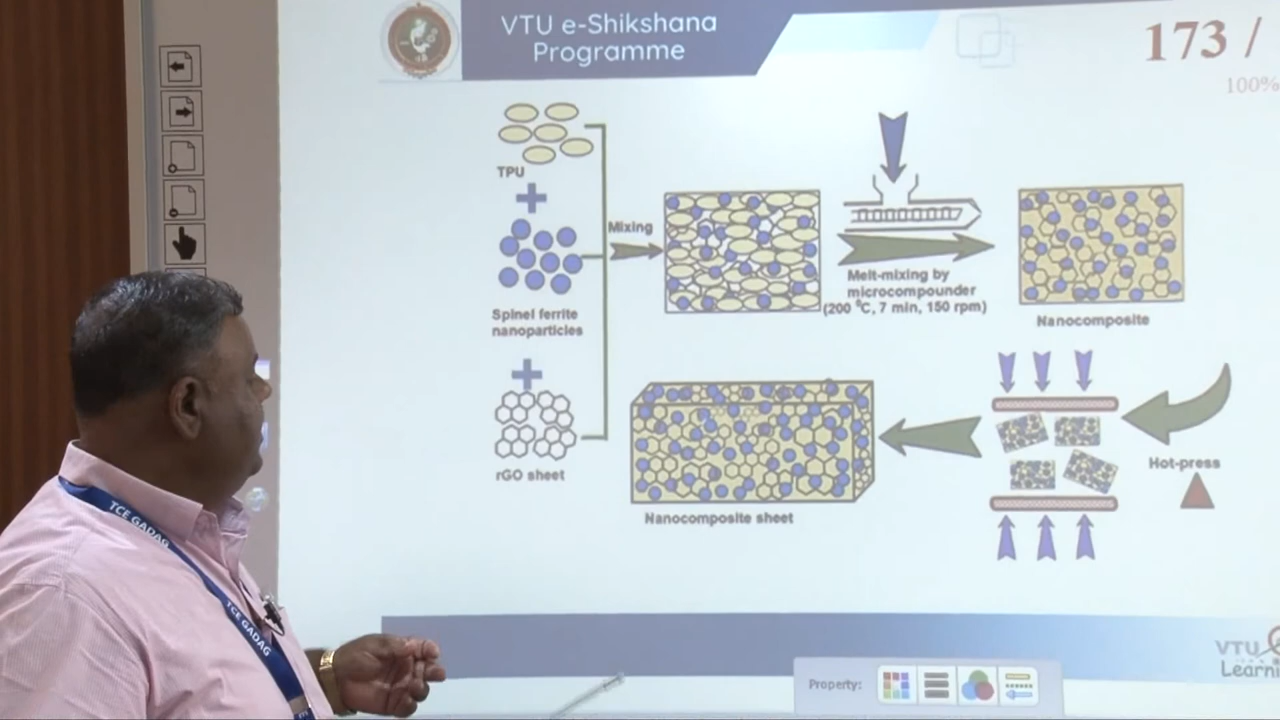 VTU e-Shikshana
Programme
173 /
100%
TPU
Mixing
Spinel ferrite
nanoparticles
rGO sheet
Melt-mixing by
microcompounder
(200 °C, 7 min, 150 rpm)
Nanocomposite
Hot-press
Nanocomposite sheet
TCE GADAG
TCE GADAG
VTU
Learni
Property: